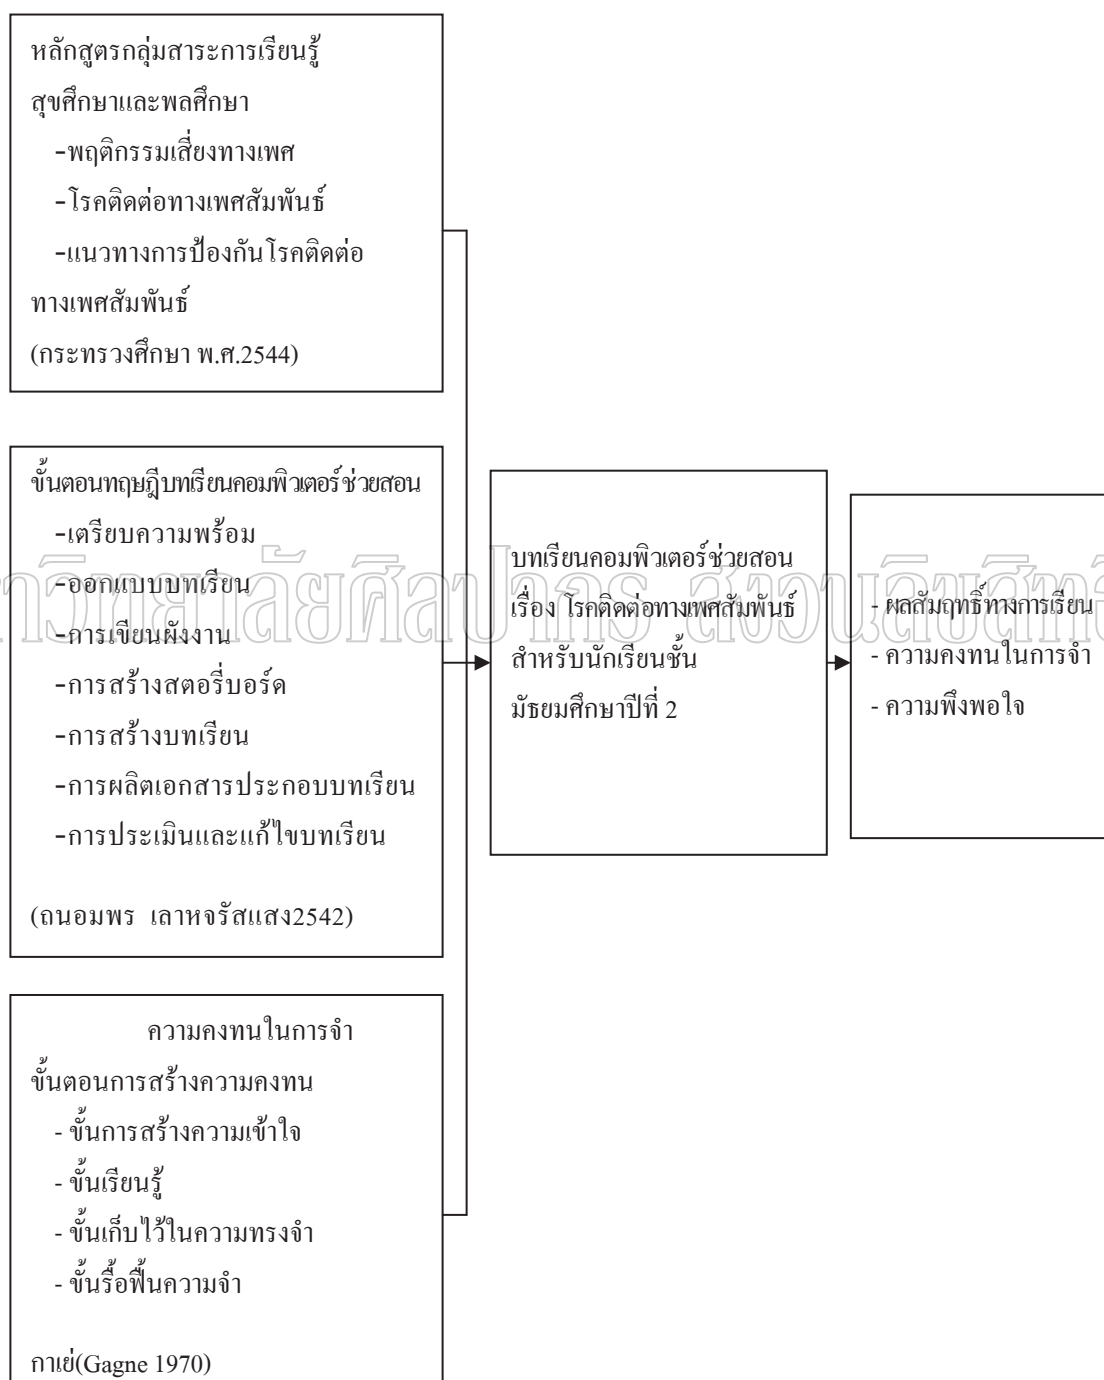 หลักสูตรกลุ่มสาระการเรียนรู้
สุขศึกษาและพลศึกษา
-พฤติกรรมเสี่ยงทางเพศ
-โรคติดต่อทางเพศสัมพันธ์
-แนวทางการป้องกันโรคติดต่อ
ทางเพศสัมพันธ์
(กระทรวงศึกษา พ.ศ.2544)
ขั้นตอนทฤษฎีบทเรียนคอมพิวเตอร์ช่วยสอน
-เตรียบความพร้อม
-ออกแบบบทเรียน
-การเขียนผังงาน
-การสร้างสตอรี่บอร์ด
-การสร้างบทเรียน
-การผลิตเอกสารประกอบบทเรียน
-การประเมินและแก้ไขบทเรียน
(ถนอมพร เลาหจรัสแสง2542)
ความคงทนในการจำ
ขั้นตอนการสร้างความคงทน
- ขั้นการสร้างความเข้าใจ
- ขั้นเรียนรู้
- ขั้นเก็บไว้ในความทรงจำ
- ขั้นรื้อฟื้นความจำ
กาเย่(Gagne 1970)
บทเรียนคอมพิวเตอร์ช่วยสอน
เรื่อง โรคติดต่อทางเพศสัมพันธ์
สำหรับนักเรียนชั้น
มัธยมศึกษาปีที่ 2
- ผลสัมฤทธิ์ทางการเรียน
- ความคงทนในการจำ
- ความพึงพอใจ
าวิทยาลัยศิลปากร สงวนลิขสิทธิ